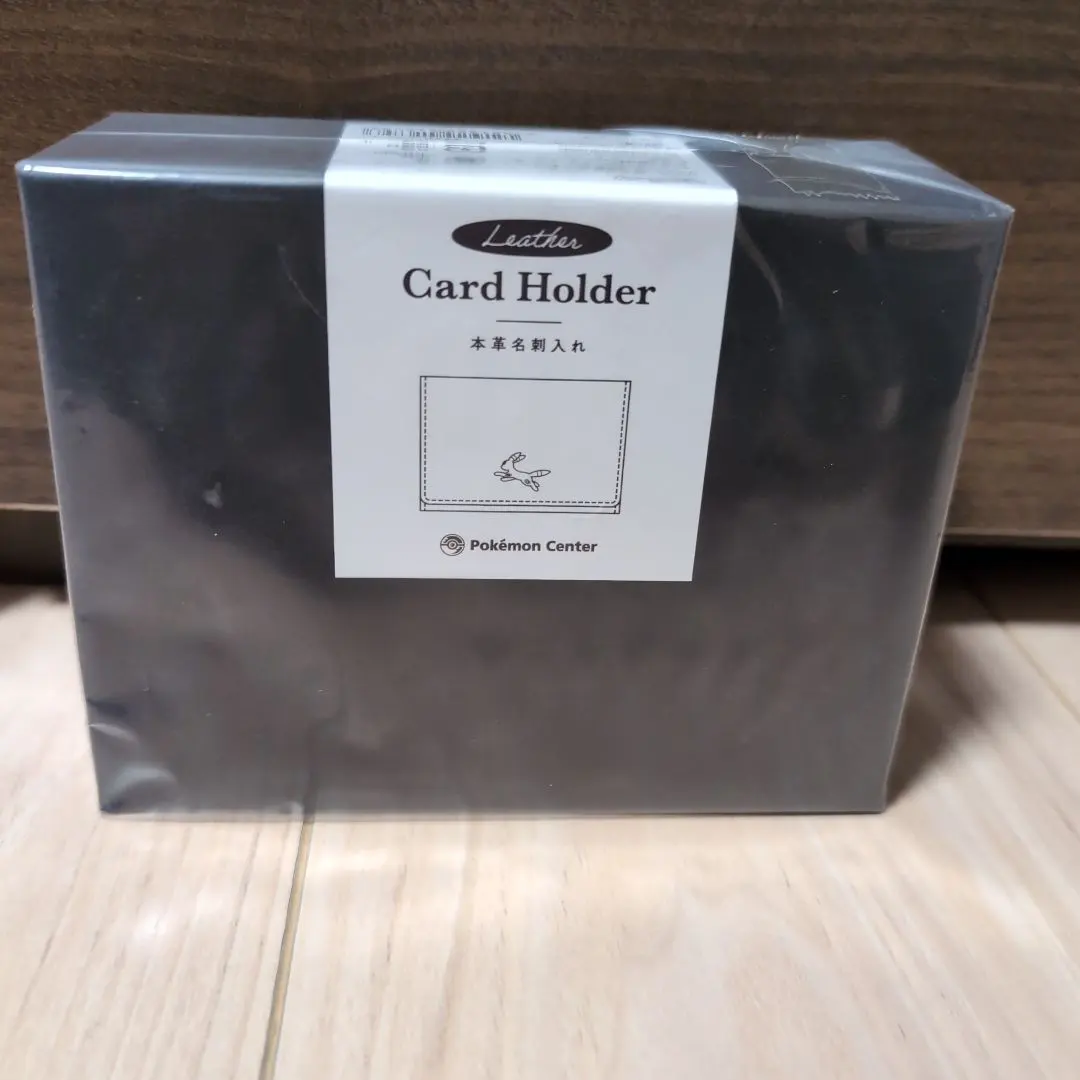 Leather
Card Holder
本革名刺入れ
Pokémon Center